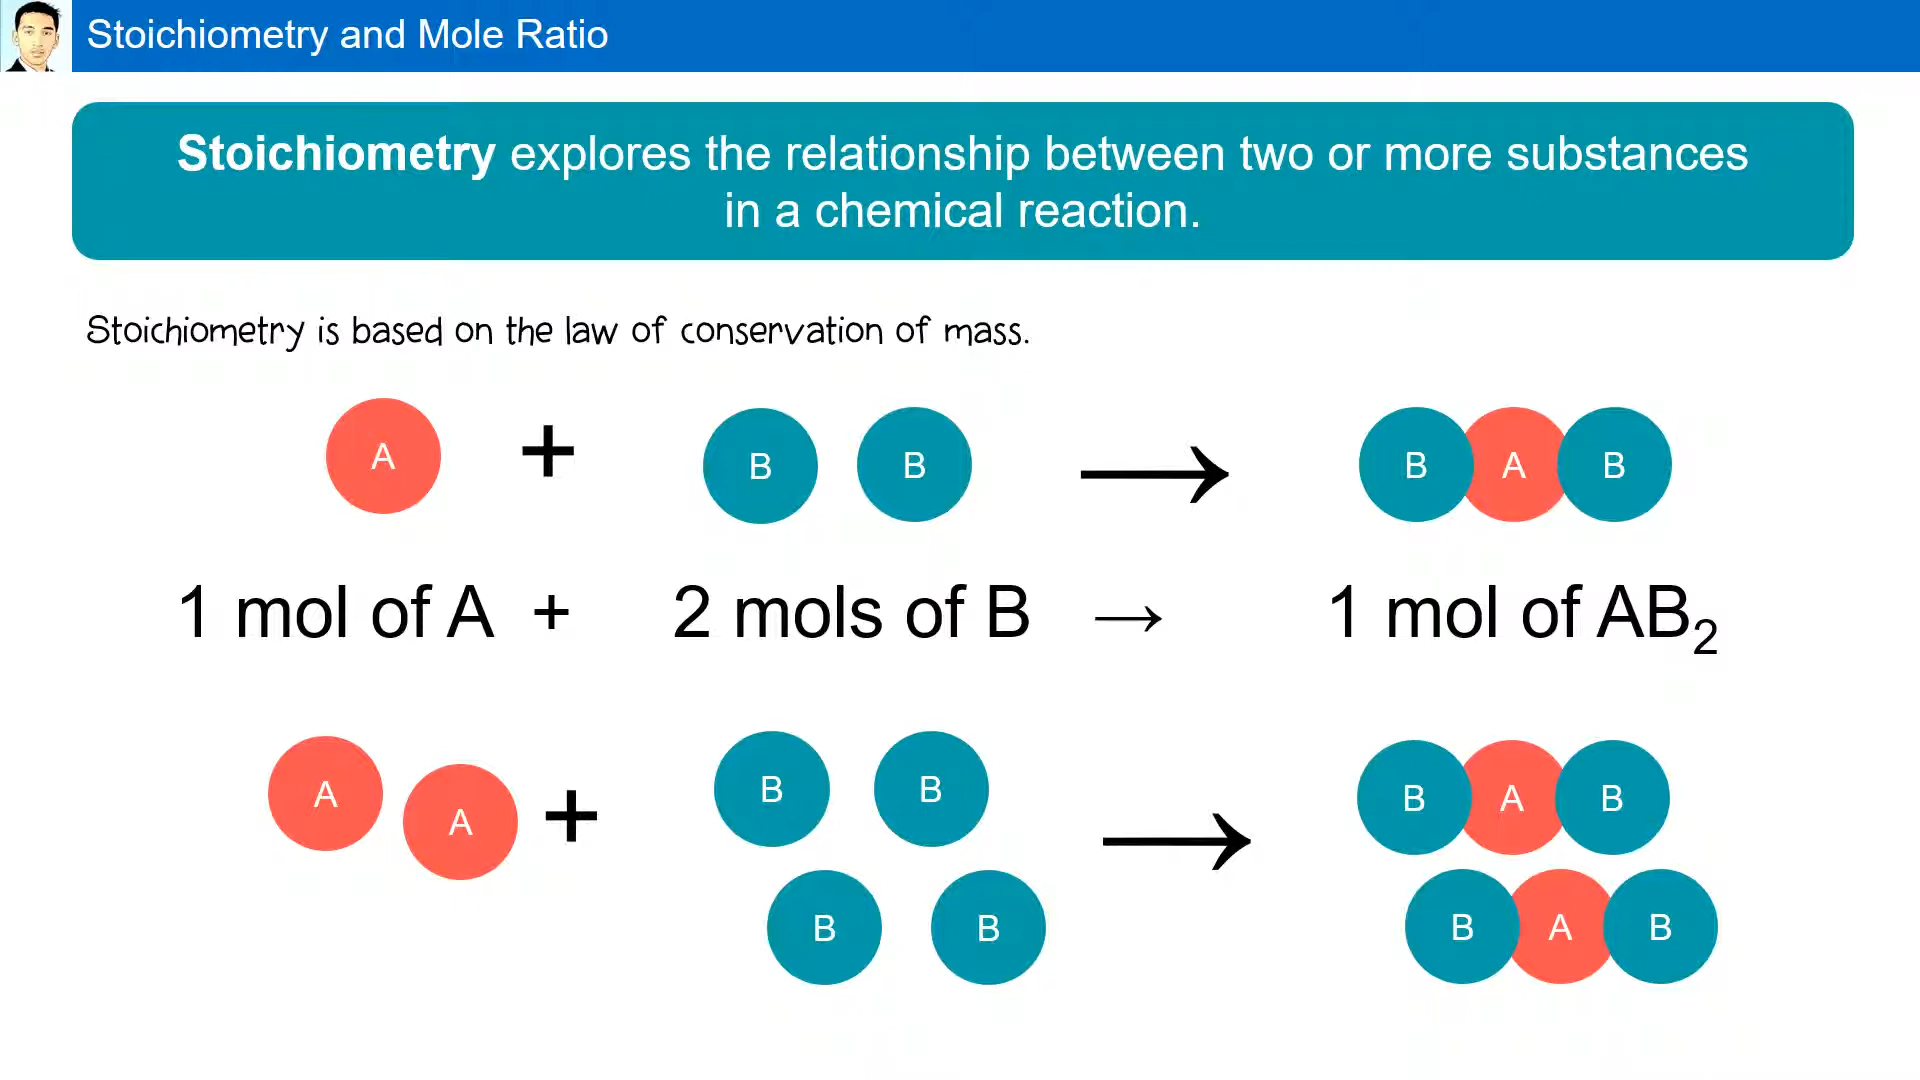 Stoichiometry and Mole Ratio
Stoichiometry explores the relationship between two or more substances
in a chemical reaction.
Stoichiometry is based on the law of conservation of mass.
A + B B → B A B
1 mol of A + 2 mols of B → 1 mol of AB₂
A A + B B → B A B
B B B A B